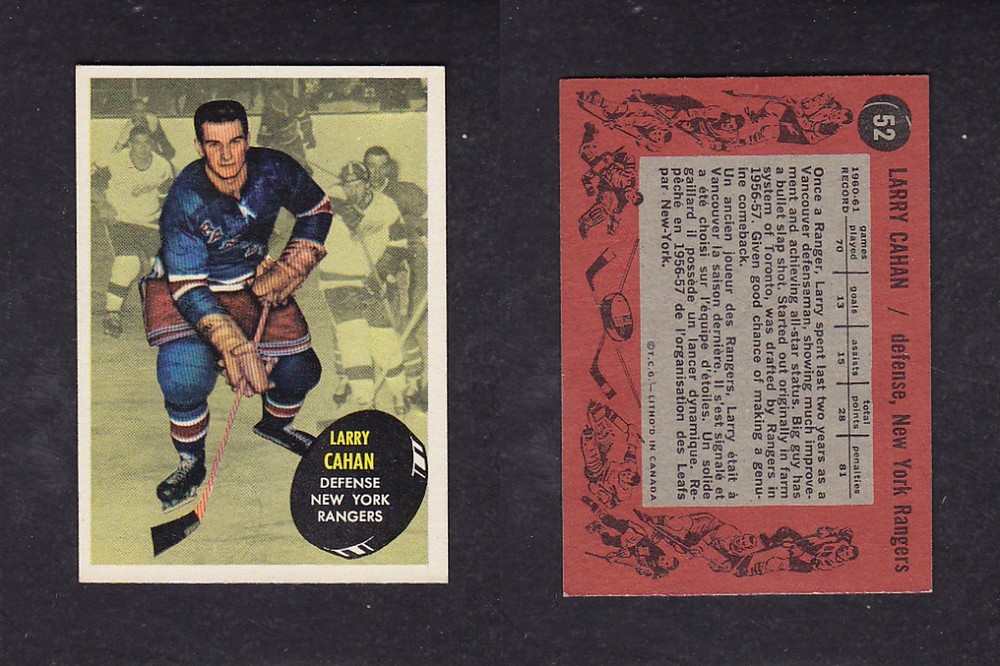 LARRY
CAHAN
DEFENSE
NEW YORK
RANGERS
52
LARRY CAHAN / defense, New York Rangers
1960-61 games total
RECORD — played goals assists points penalties
70 13 15 28 81
Once a Ranger, Larry spent last two years as a
Vancouver defenseman, showing much improve-
ment and achieving all-star status. Big guy has
a bullet slap shot. Started out origially in farm
system of Toronto, was drafted by Rangers in
1956-57. Given good chance of making a genu-
ine comeback.
Un ancien joueur des Rangers, Larry était à
Vancouver la saison dernière. Il s'est signalé et
a été choisi sur l'équipe d'étoiles. Un solide
gaillard il possède un lancer dynamique. Re-
pêché en 1956-57 de l'organisation des Leafs
par New-York.
© T.C.G. — LITHO'D IN CANADA